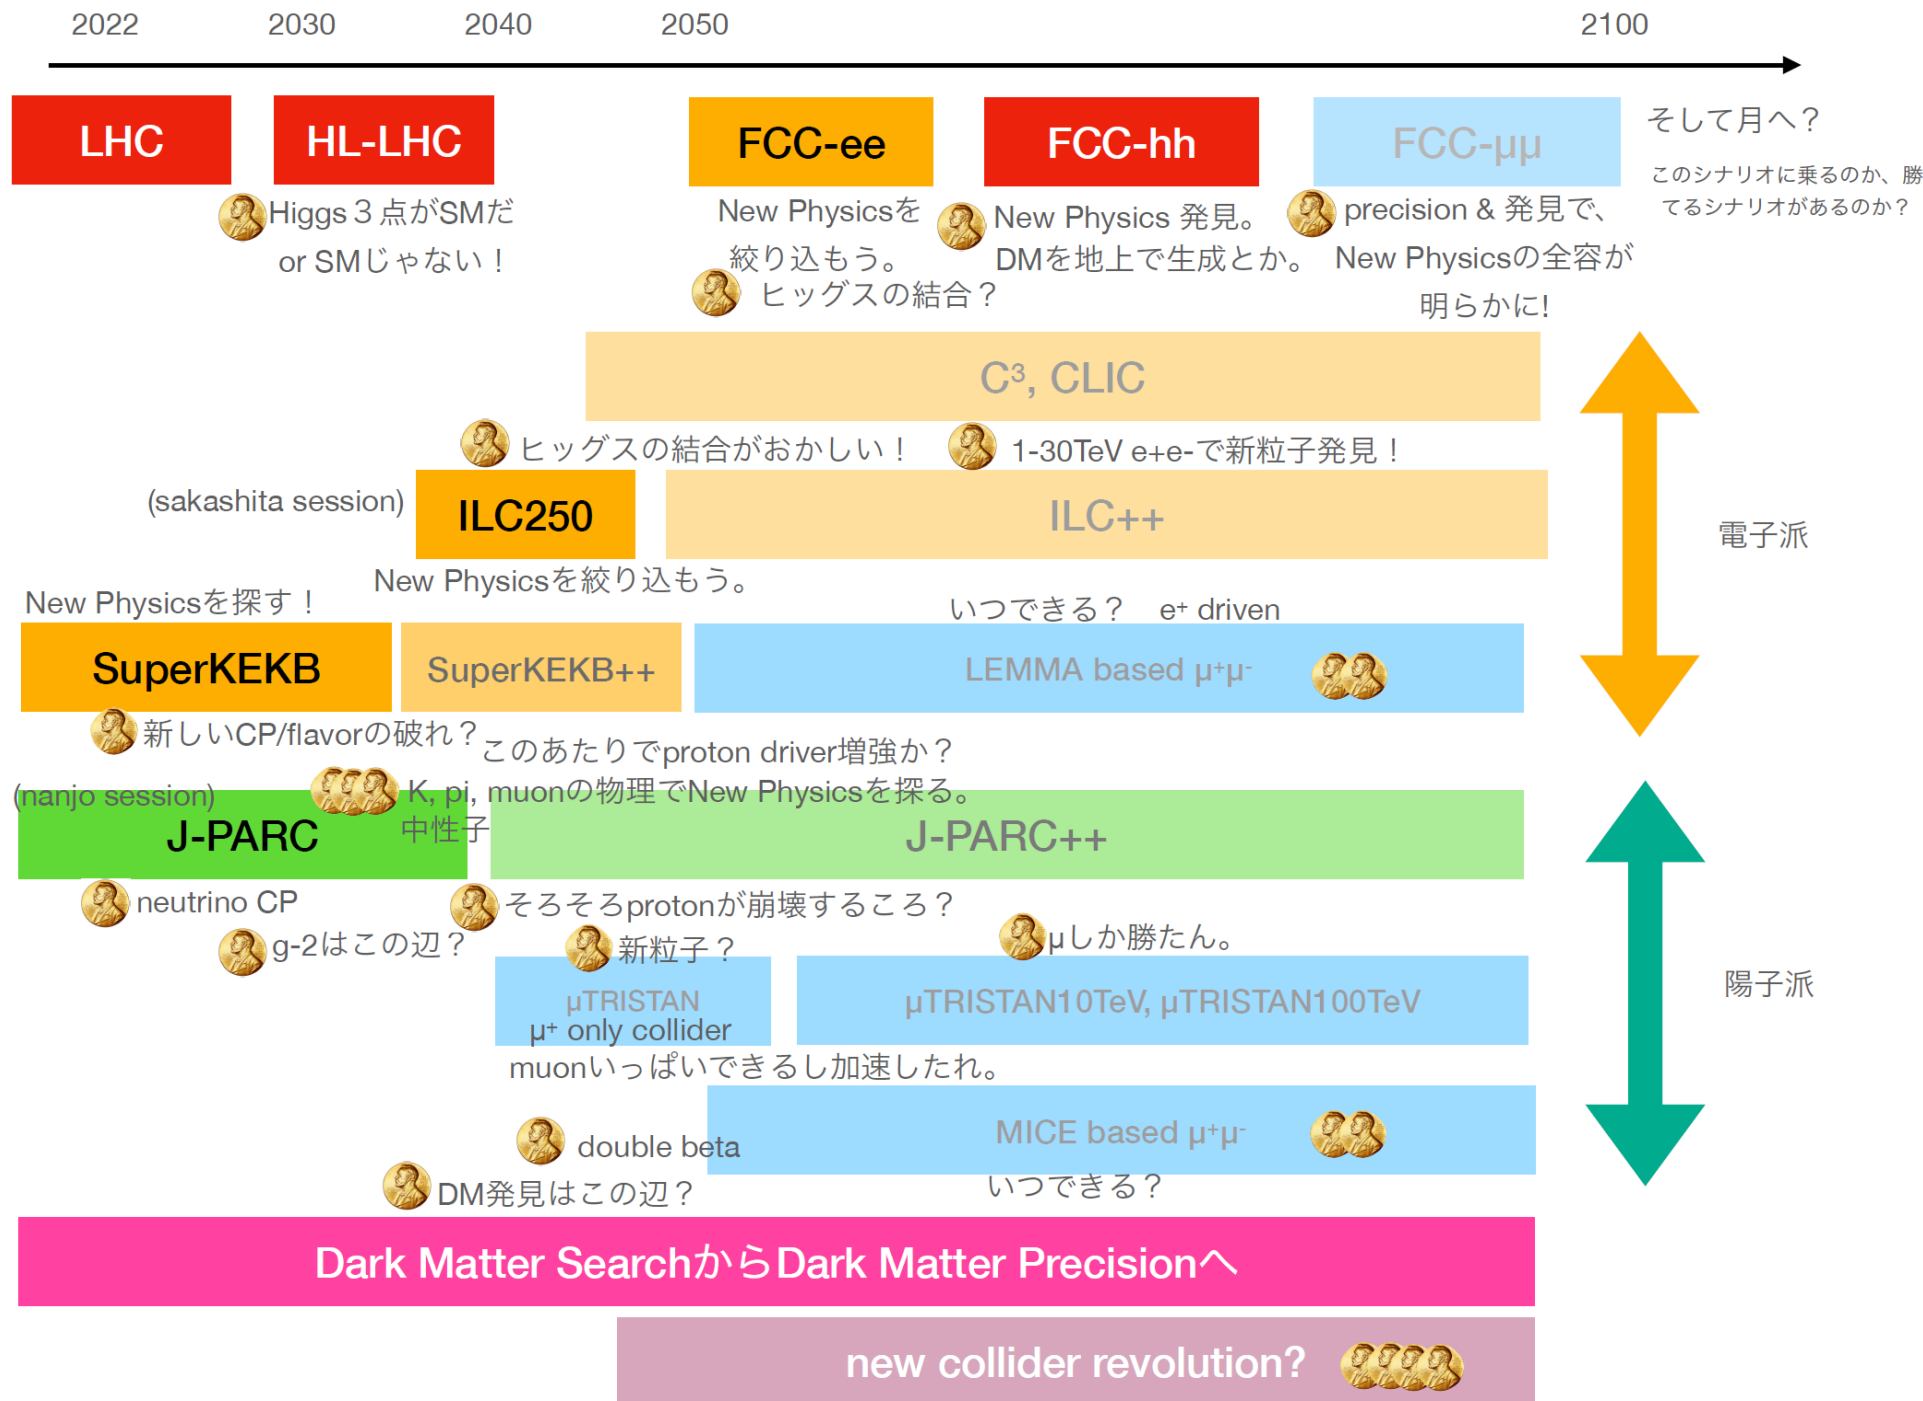 2022 2030 2040 2050 2100
LHC HL-LHC FCC-ee FCC-hh FCC-μμ
そして月へ？
このシナリオに乗るのか、勝
てるシナリオがあるのか？
Higgs３点がSMだ
or SMじゃない！
New Physicsを
絞り込もう。
ヒッグスの結合？
New Physics 発見。
DMを地上で生成とか。
precision & 発見で、
New Physicsの全容が
明らかに!
C³, CLIC
ヒッグスの結合がおかしい！
1-30TeV e+e-で新粒子発見！
(sakashita session)
ILC250
ILC++
電子派
New Physicsを絞り込もう。
New Physicsを探す！
いつできる？ e⁺ driven
SuperKEKB
SuperKEKB++
LEMMA based μ⁺μ⁻
新しいCP/flavorの破れ？
このあたりでproton driver増強か？
(nanjo session)
K, pi, muonの物理でNew Physicsを探る。
中性子
J-PARC
J-PARC++
neutrino CP
そろそろprotonが崩壊するころ？
g-2はこの辺？
新粒子？
μしか勝たん。
陽子派
μTRISTAN
μ⁺ only collider
μTRISTAN10TeV, μTRISTAN100TeV
muonいっぱいできるし加速したれ。
MICE based μ⁺μ⁻
double beta
いつできる？
DM発見はこの辺？
Dark Matter SearchからDark Matter Precisionへ
new collider revolution?